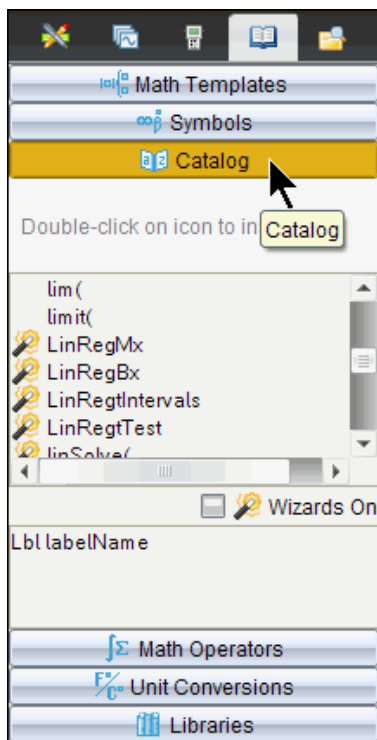 Math Templates
Symbols
Catalog
Double-click on icon to in
Catalog
lim(
limit(
LinRegMx
LinRegBx
LinRegtIntervals
LinRegtTest
linSolve(
Wizards On
Lbl labelName
Math Operators
Unit Conversions
Libraries